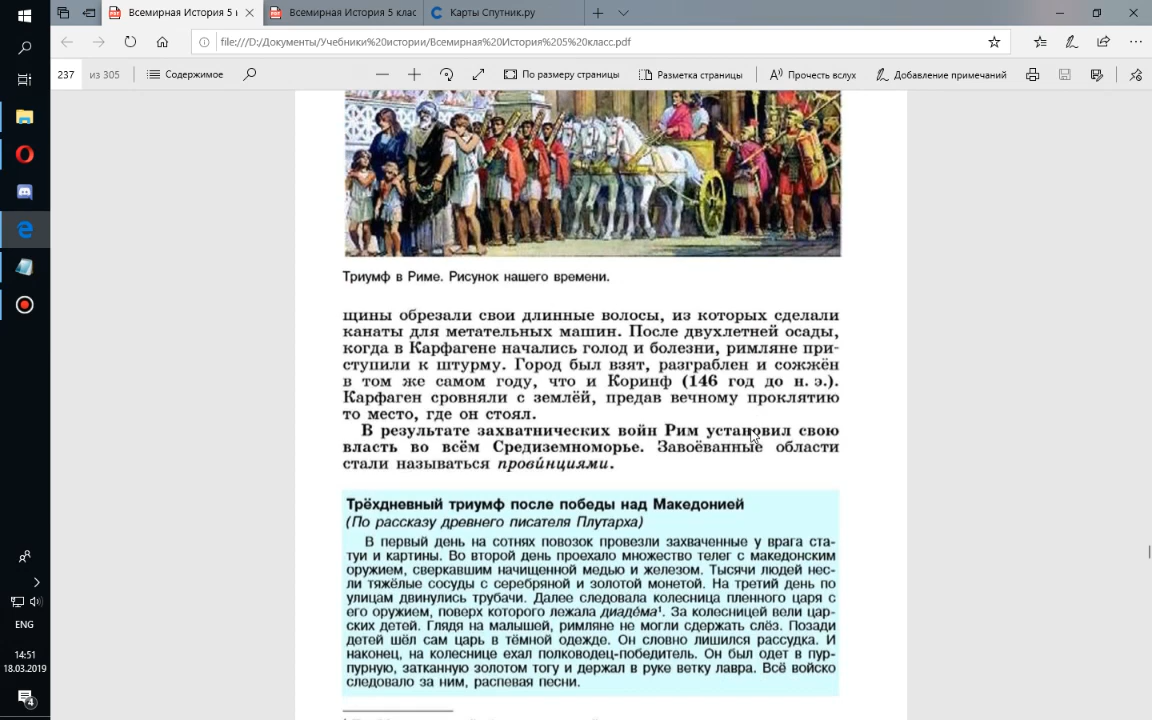 Всемирная История 5 к
Всемирная История 5 клас
Карты Спутник.ру
file:///D:/Документы/Учебники%20истории/Всемирная%20История%205%20класс.pdf
237 из 305 Содержимое По размеру страницы Разметка страницы Прочесть вслух Добавление примечаний
Триумф в Риме. Рисунок нашего времени.
щины обрезали свои длинные волосы, из которых сделали
канаты для метательных машин. После двухлетней осады,
когда в Карфагене начались голод и болезни, римляне при-
ступили к штурму. Город был взят, разграблен и сожжён
в том же самом году, что и Коринф (146 год до н. э.).
Карфаген сровняли с землёй, предав вечному проклятию
то место, где он стоял.
В результате захватнических войн Рим установил свою
власть во всём Средиземноморье. Завоёванные области
стали называться прови́нциями.
Трёхдневный триумф после победы над Македонией
(По рассказу древнего писателя Плутарха)
В первый день на сотнях повозок провезли захваченные у врага ста-
туи и картины. Во второй день проехало множество телег с македонским
оружием, сверкавшим начищенной медью и железом. Тысячи людей нес-
ли тяжёлые сосуды с серебряной и золотой монетой. На третий день по
улицам двинулись трубачи. Далее следовала колесница пленного царя с
его оружием, поверх которого лежала диаде́ма¹. За колесницей вели цар-
ских детей. Глядя на малышей, римляне не могли сдержать слёз. Позади
детей шёл сам царь в тёмной одежде. Он словно лишился рассудка. И
наконец, на колеснице ехал полководец-победитель. Он был одет в пур-
пурную, затканную золотом тогу и держал в руке ветку лавра. Всё войско
следовало за ним, распевая песни.
ENG
14:51
18.03.2019
4